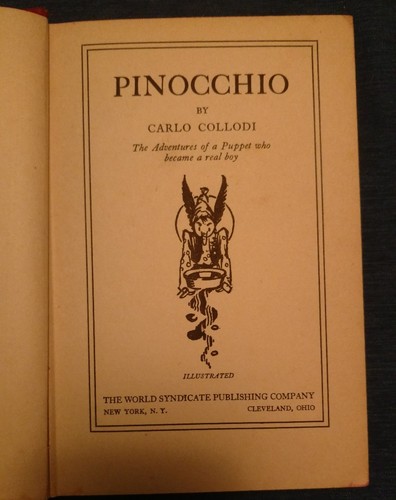 PINOCCHIO
BY
CARLO COLLODI
The Adventures of a Puppet who
became a real boy
ILLUSTRATED
THE WORLD SYNDICATE PUBLISHING COMPANY
NEW YORK, N. Y. CLEVELAND, OHIO